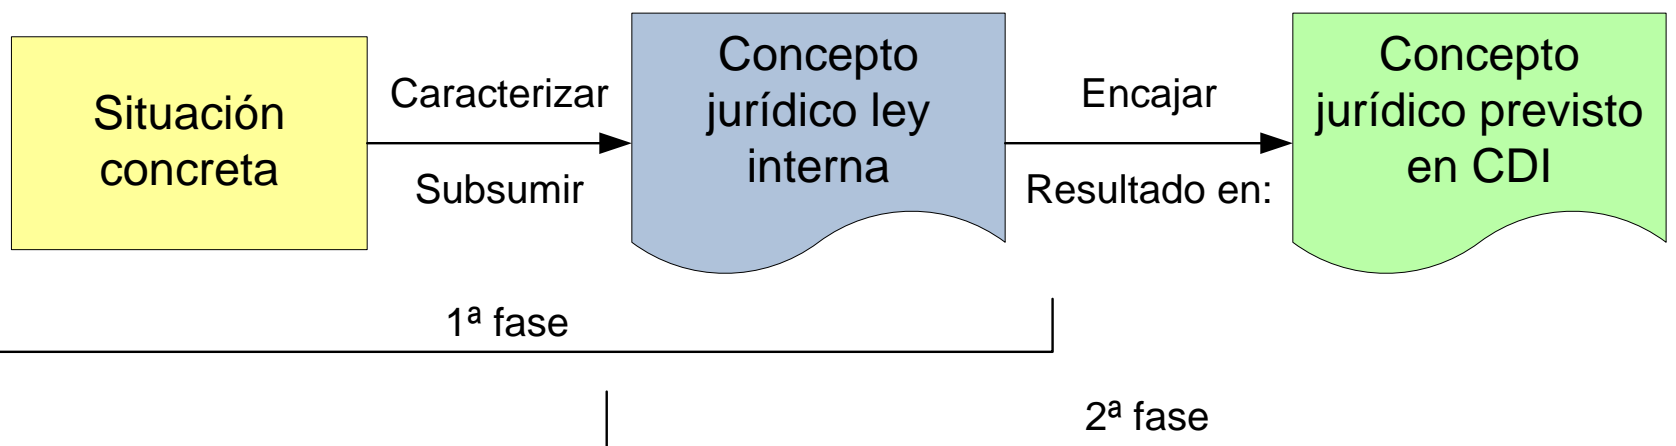 Situación
concreta
Caracterizar
Subsumir
Concepto
jurídico ley
interna
Encajar
Resultado en:
Concepto
jurídico previsto
en CDI
1ª fase
2ª fase